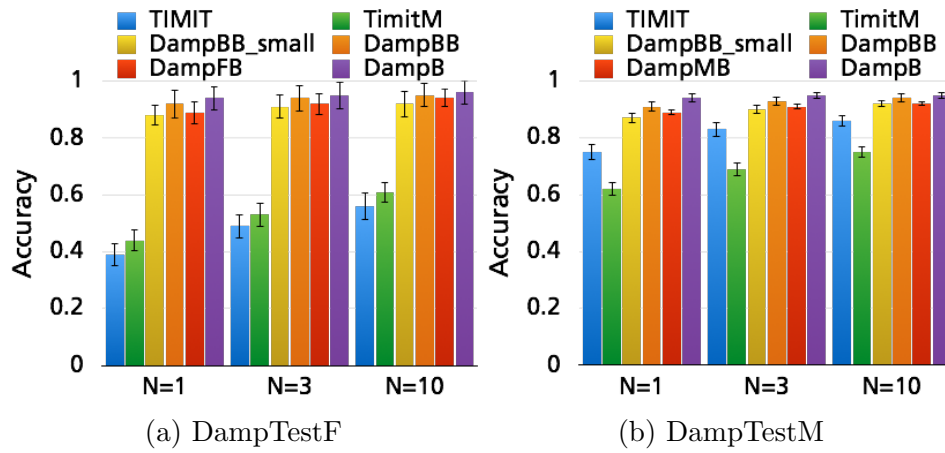 TIMIT TimitM
DampBB_small DampBB
DampFB DampB
1
0.8
0.6
0.4
0.2
0
Accuracy
N=1 N=3 N=10
(a) DampTestF
TIMIT TimitM
DampBB_small DampBB
DampMB DampB
1
0.8
0.6
0.4
0.2
0
Accuracy
N=1 N=3 N=10
(b) DampTestM